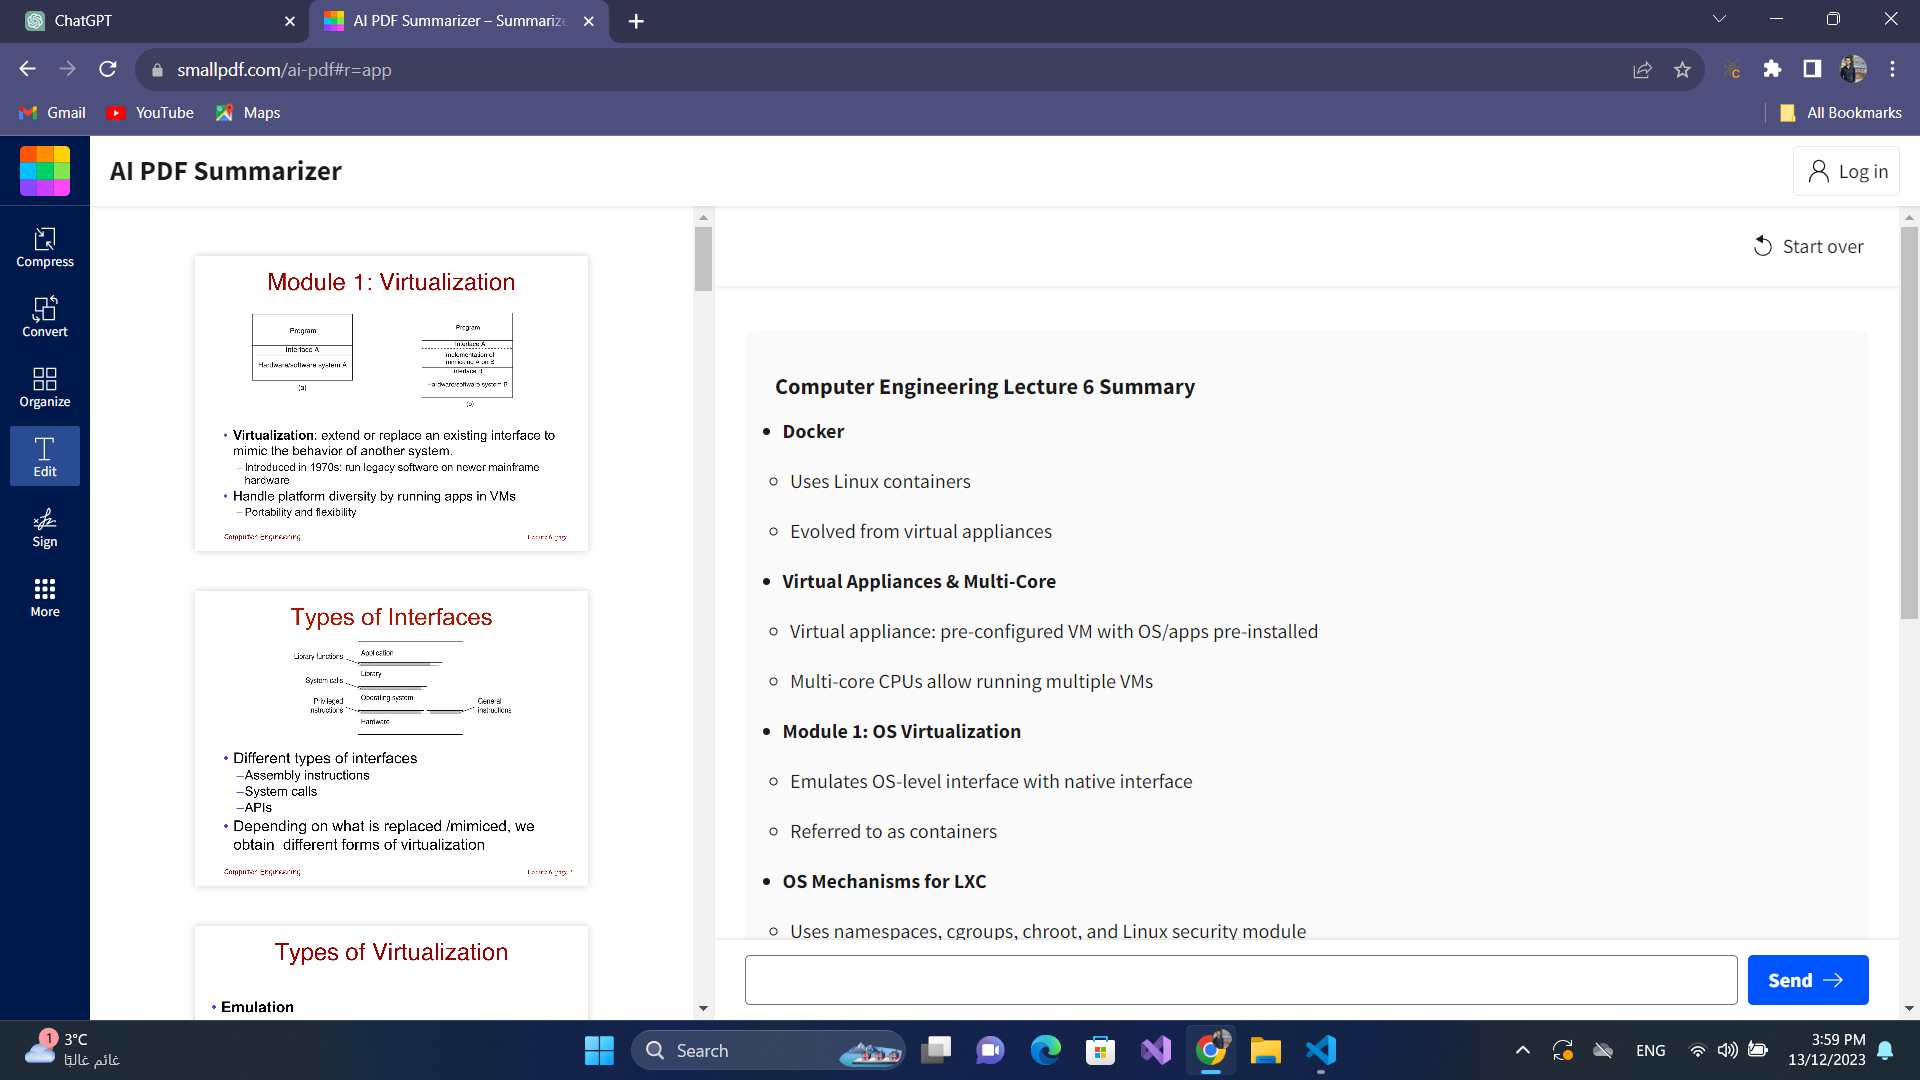 ChatGPT
AI PDF Summarizer – Summarize
smallpdf.com/ai-pdf#r=app
Gmail
YouTube
Maps
All Bookmarks
AI PDF Summarizer
Log in
Compress
Convert
Organize
Edit
Sign
More
Module 1: Virtualization
Program
Interface A
Hardware/software system A
(a)
Program
Interface A
Implementation of
mimicking A on B
Interface B
Hardware/software system B
(b)
• Virtualization: extend or replace an existing interface to
mimic the behavior of another system.
– Introduced in 1970s: run legacy software on newer mainframe
hardware
• Handle platform diversity by running apps in VMs
– Portability and flexibility
Computer Engineering
Lecture 6, page
Types of Interfaces
Library functions
Application
Library
System calls
Operating system
Privileged
instructions
General
instructions
Hardware
• Different types of interfaces
–Assembly instructions
–System calls
–APIs
• Depending on what is replaced /mimiced, we
obtain different forms of virtualization
Computer Engineering
Lecture 6, page
Types of Virtualization
• Emulation
Start over
Computer Engineering Lecture 6 Summary
• Docker
Uses Linux containers
Evolved from virtual appliances
• Virtual Appliances & Multi-Core
Virtual appliance: pre-configured VM with OS/apps pre-installed
Multi-core CPUs allow running multiple VMs
• Module 1: OS Virtualization
Emulates OS-level interface with native interface
Referred to as containers
• OS Mechanisms for LXC
Uses namespaces, cgroups, chroot, and Linux security module
Send
1
3°C
غائم غالبًا
Search
ENG
3:59 PM
13/12/2023